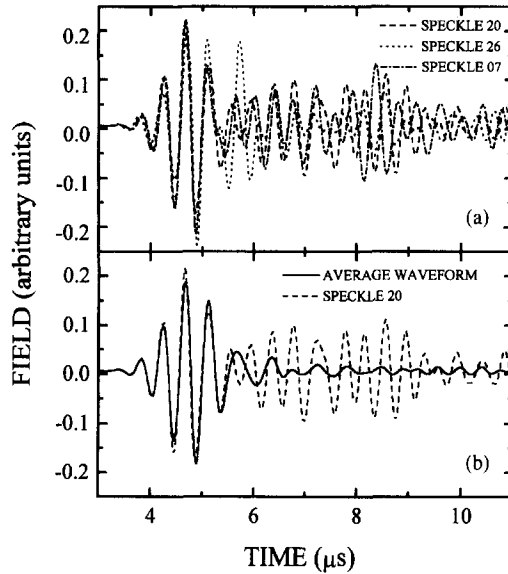 SPECKLE 20
SPECKLE 26
SPECKLE 07
0.2
0.1
0.0
-0.1
-0.2
(a)
AVERAGE WAVEFORM
SPECKLE 20
0.2
0.1
0.0
-0.1
-0.2
(b)
4 6 8 10
FIELD (arbitrary units)
TIME (μs)